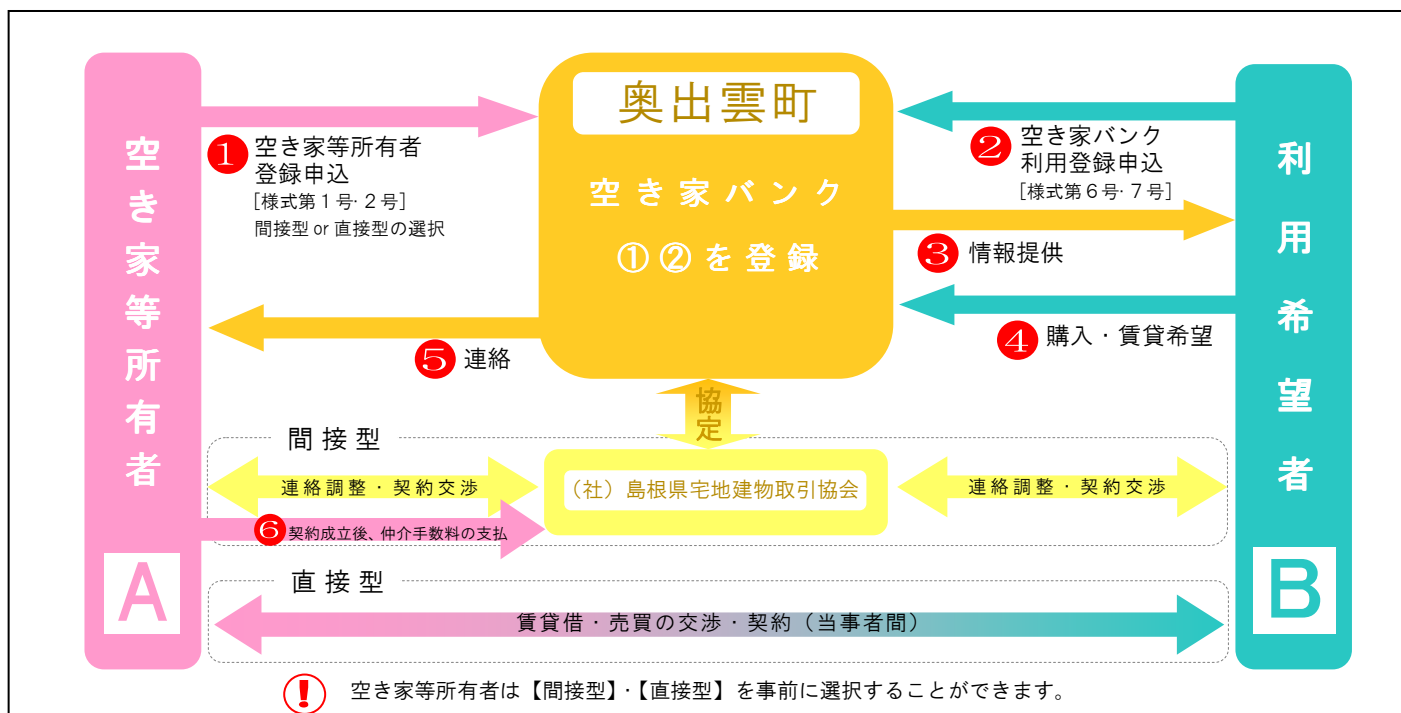 奥出雲町
空き家バンク
①②を登録
空き家等所有者
A
❶
空き家等所有者
登録申込
[様式第1号・2号]
間接型 or 直接型の選択
❷
空き家バンク
利用登録申込
[様式第6号・7号]
❸
情報提供
❹
購入・賃貸希望
❺
連絡
利用希望者
B
協定
間接型
連絡調整・契約交渉
（社）島根県宅地建物取引協会
連絡調整・契約交渉
❻
契約成立後、仲介手数料の支払
直接型
賃貸借・売買の交渉・契約（当事者間）
!
空き家等所有者は【間接型】・【直接型】を事前に選択することができます。